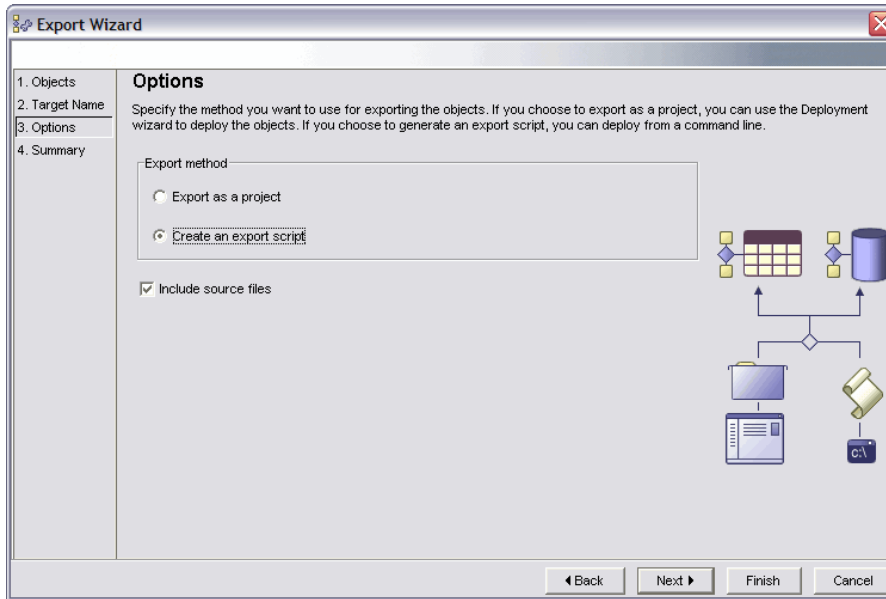 Export Wizard
1. Objects
2. Target Name
3. Options
4. Summary
Options
Specify the method you want to use for exporting the objects. If you choose to export as a project, you can use the Deployment
wizard to deploy the objects. If you choose to generate an export script, you can deploy from a command line.
Export method
Export as a project
Create an export script
Include source files
C:\
Back
Next
Finish
Cancel